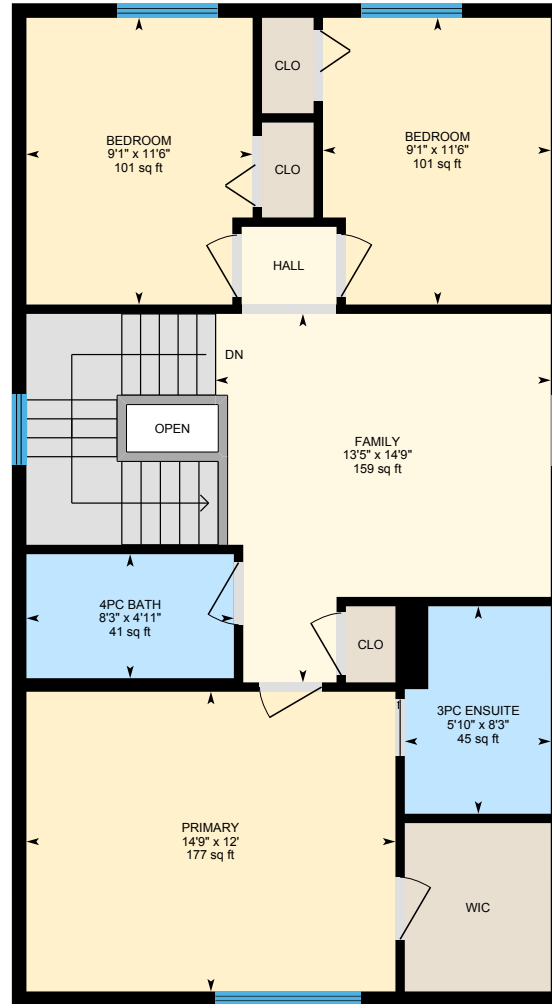 CLO
BEDROOM
9'1" x 11'6"
101 sq ft
BEDROOM
9'1" x 11'6"
101 sq ft
CLO
HALL
DN
OPEN
FAMILY
13'5" x 14'9"
159 sq ft
4PC BATH
8'3" x 4'11"
41 sq ft
CLO
3PC ENSUITE
5'10" x 8'3"
45 sq ft
PRIMARY
14'9" x 12'
177 sq ft
WIC